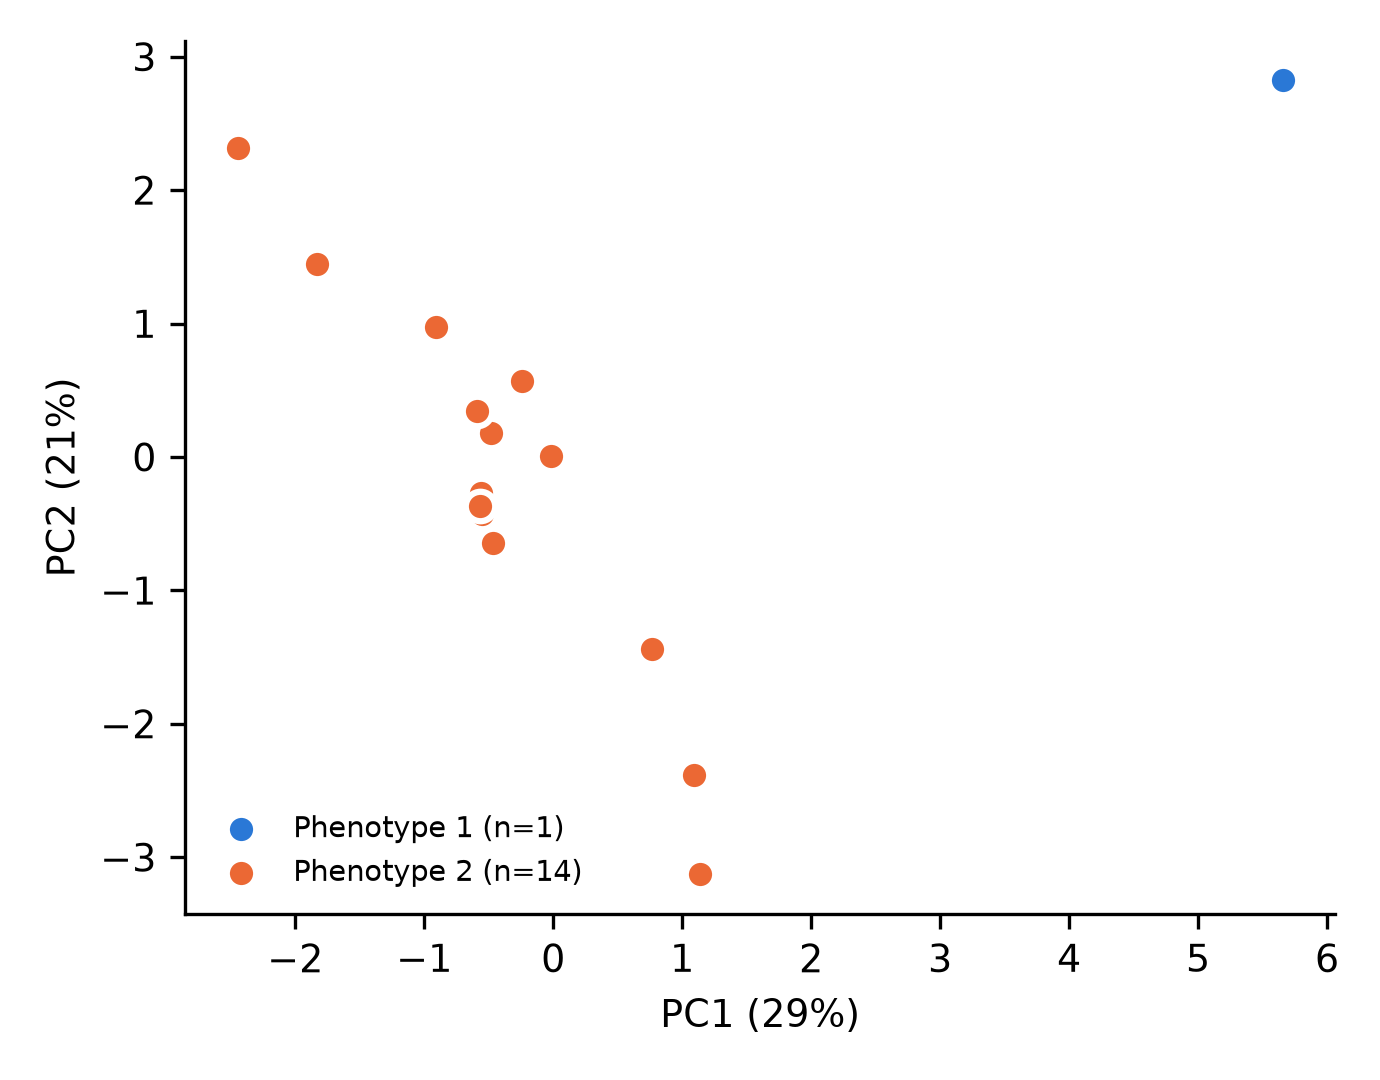 3
2
1
0
−1
−2
−3
PC2 (21%)
Phenotype 1 (n=1)
Phenotype 2 (n=14)
−2 −1 0 1 2 3 4 5 6
PC1 (29%)